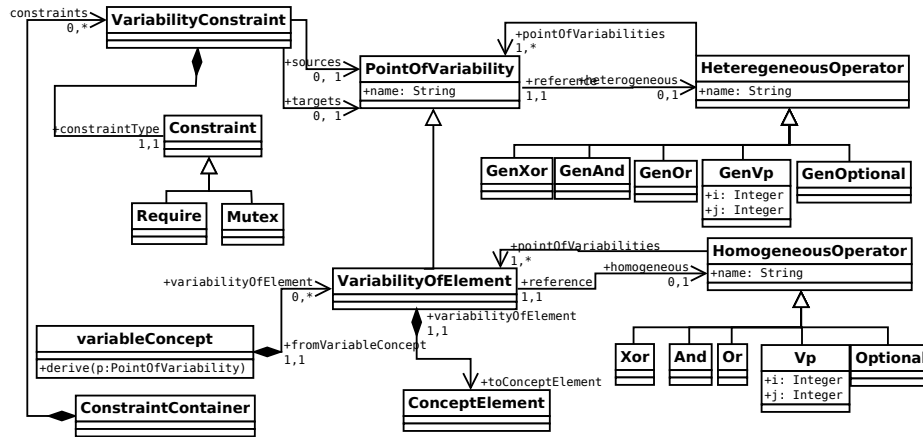 constraints
0,*
VariabilityConstraint
+sources
0, 1
+targets
0, 1
PointOfVariability
+name: String
+pointOfVariabilities
1,*
+reference
1,1
+heterogeneous
0,1
HeteregeneousOperator
+name: String
+constraintType
1,1
Constraint
Require
Mutex
GenXor
GenAnd
GenOr
GenVp
+i: Integer
+j: Integer
GenOptional
+variabilityOfElement
0,*
VariabilityOfElement
+pointOfVariabilities
1,*
+reference
1,1
+homogeneous
0,1
HomogeneousOperator
+name: String
variableConcept
+derive(p:PointOfVariability)
+fromVariableConcept
1,1
+variabilityOfElement
1,1
+toConceptElement
ConceptElement
ConstraintContainer
Xor
And
Or
Vp
+i: Integer
+j: Integer
Optional